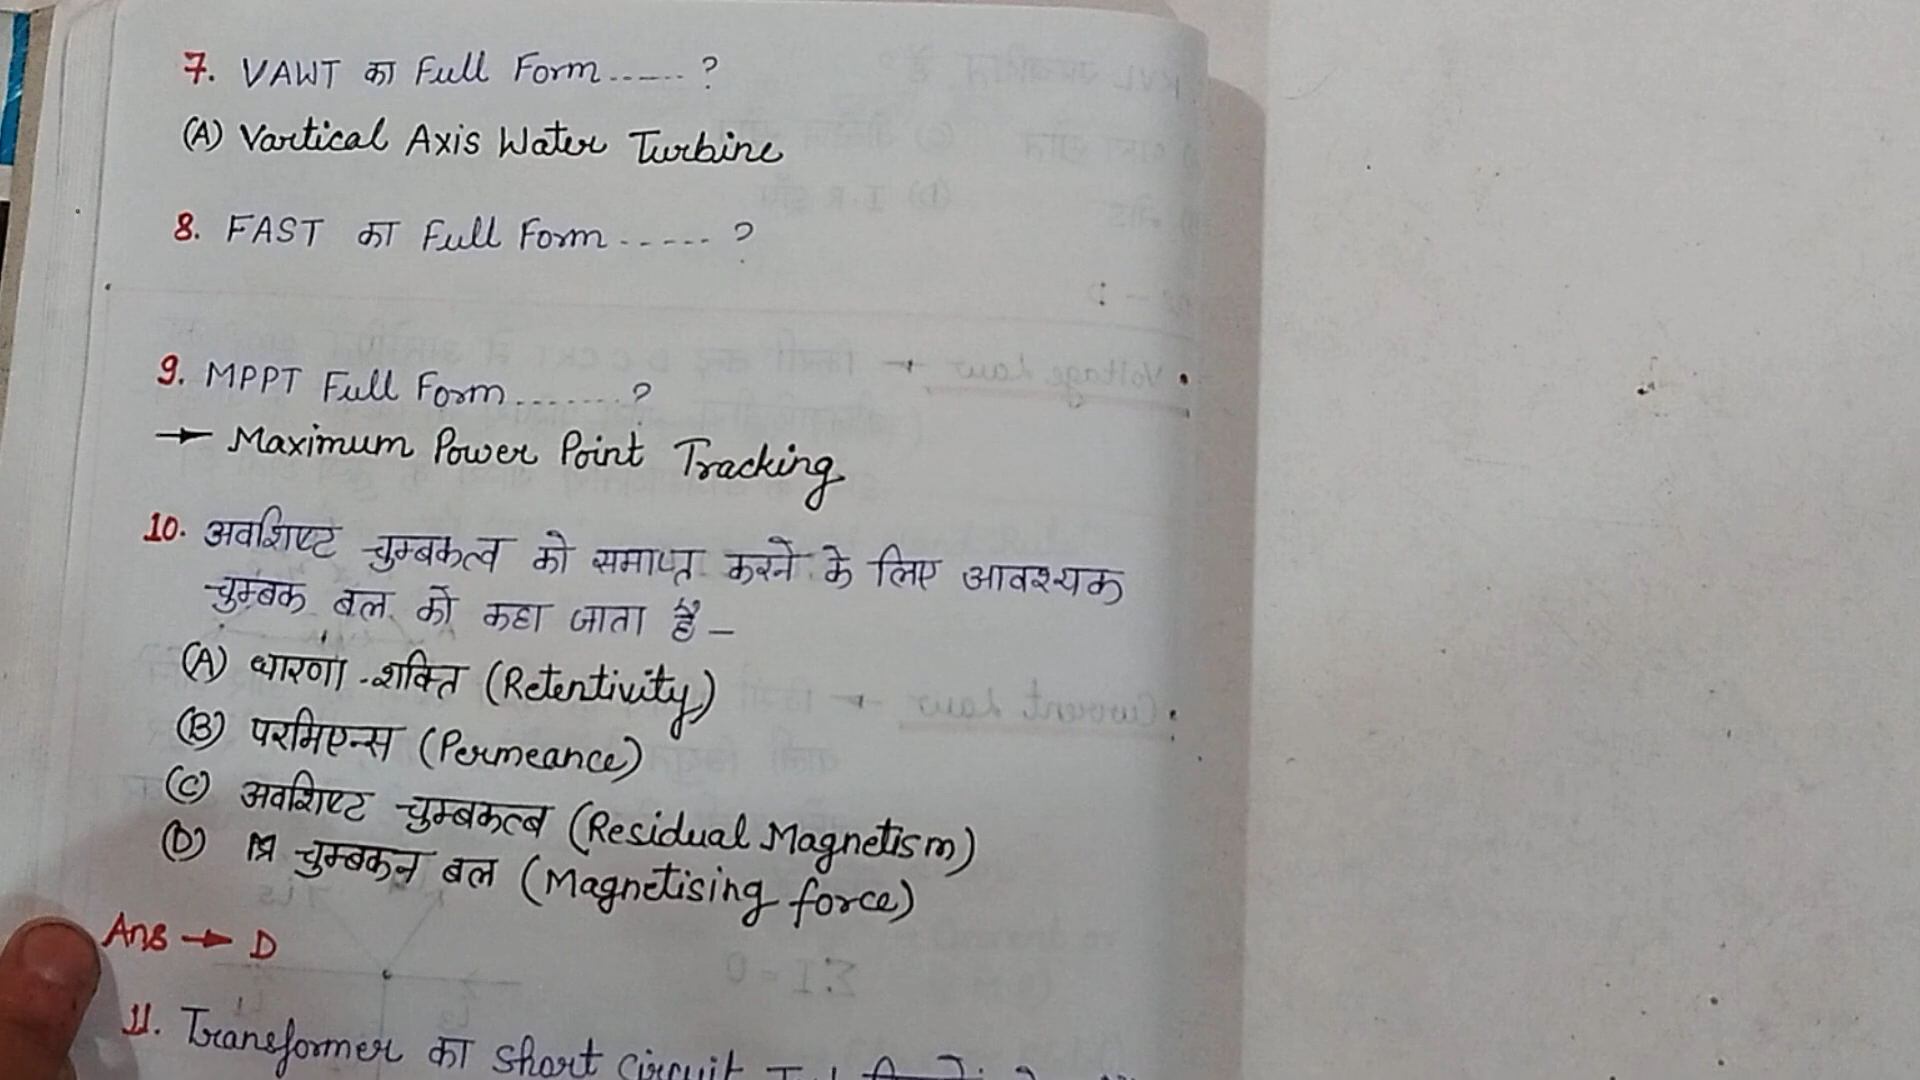 7. VAWT का Full Form ...... ?
(A) Vartical Axis Water Turbine
8. FAST का Full Form ...... ?
9. MPPT Full Form ....... ?
→ Maximum Power Point Tracking
10. अवशिष्ट चुम्बकत्व को समाप्त करने के लिए आवश्यक
चुम्बक बल को कहा जाता है –
(A) धारणा -शक्ति (Retentivity)
(B) परमिएन्स (Permeance)
(C) अवशिष्ट चुम्बकत्ब (Residual Magnetism)
(D) चुम्बकन बल (Magnetising force)
Ans → D
11. Transformer का short circuit